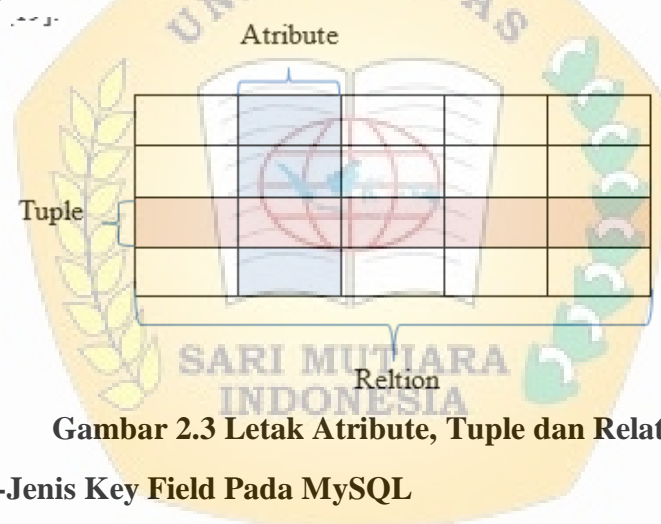 UNIVERSITAS
Atribute
Tuple
SARI MUTIARA
Reltion
INDONESIA
Gambar 2.3 Letak Atribute, Tuple dan Relat
-Jenis Key Field Pada MySQL